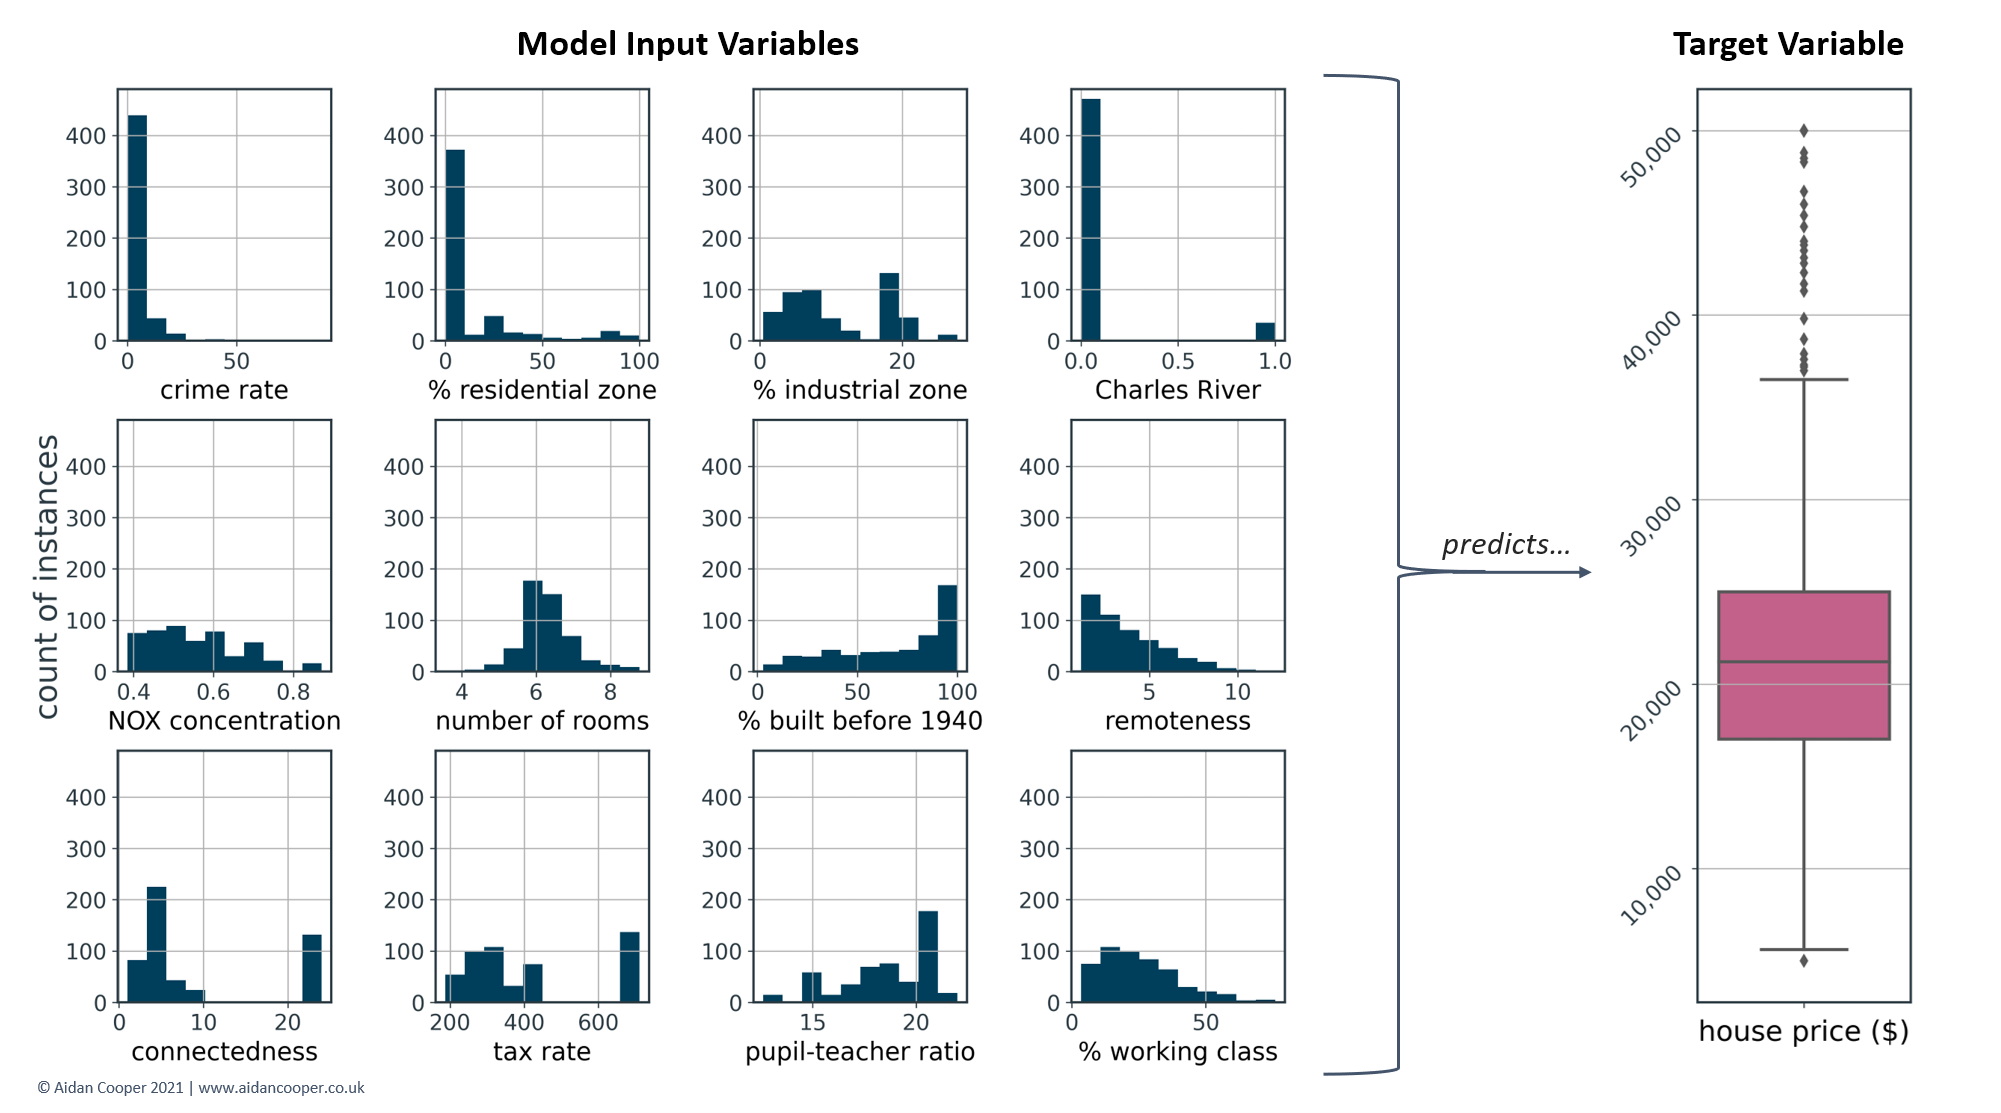 Model Input Variables
Target Variable
400
300
200
100
0
0 50
crime rate
400
300
200
100
0
0 50 100
% residential zone
400
300
200
100
0
0 20
% industrial zone
400
300
200
100
0
0.0 0.5 1.0
Charles River
count of instances
400
300
200
100
0
0.4 0.6 0.8
NOX concentration
400
300
200
100
0
4 6 8
number of rooms
400
300
200
100
0
0 50 100
% built before 1940
400
300
200
100
0
5 10
remoteness
400
300
200
100
0
0 10 20
connectedness
400
300
200
100
0
200 400 600
tax rate
400
300
200
100
0
15 20
pupil-teacher ratio
400
300
200
100
0
0 50
% working class
predicts...
50,000
40,000
30,000
20,000
10,000
house price ($)
© Aidan Cooper 2021 | www.aidancooper.co.uk